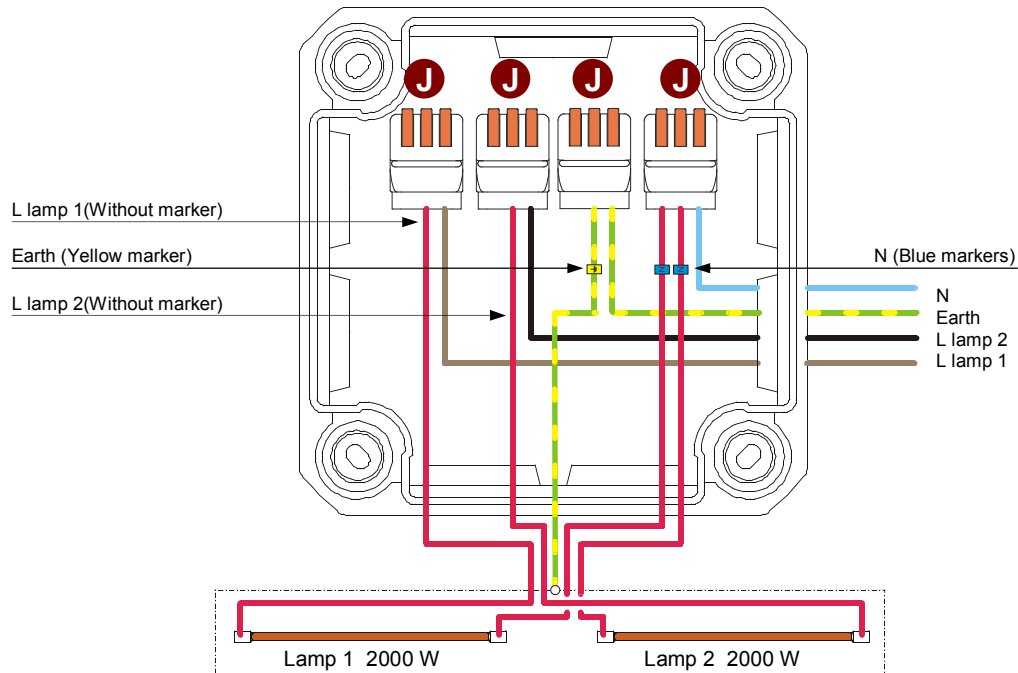 J J J J
L lamp 1(Without marker)
Earth (Yellow marker)
N (Blue markers)
L lamp 2(Without marker)
N
Earth
L lamp 2
L lamp 1
Lamp 1 2000 W
Lamp 2 2000 W